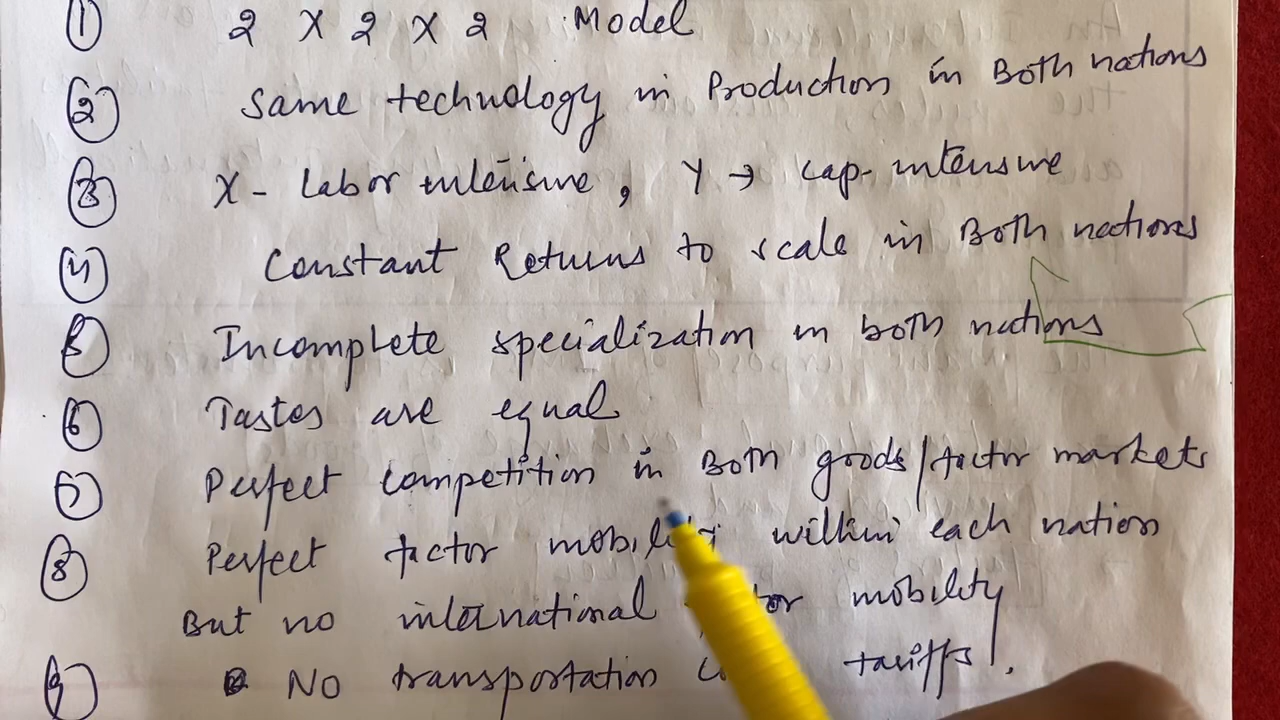 ① 2 X 2 X 2 Model
② Same technology in Production in Both nations
③ X - Labor intensive , Y → Cap- intensive
④ Constant Returns to scale in Both nations
⑤ Incomplete specialization in both nations
⑥ Tastes are equal
⑦ Perfect competition in Both goods/factor markets
⑧ Perfect factor mobility within each nation
But no international mobility
⑨ No transportation tariffs.